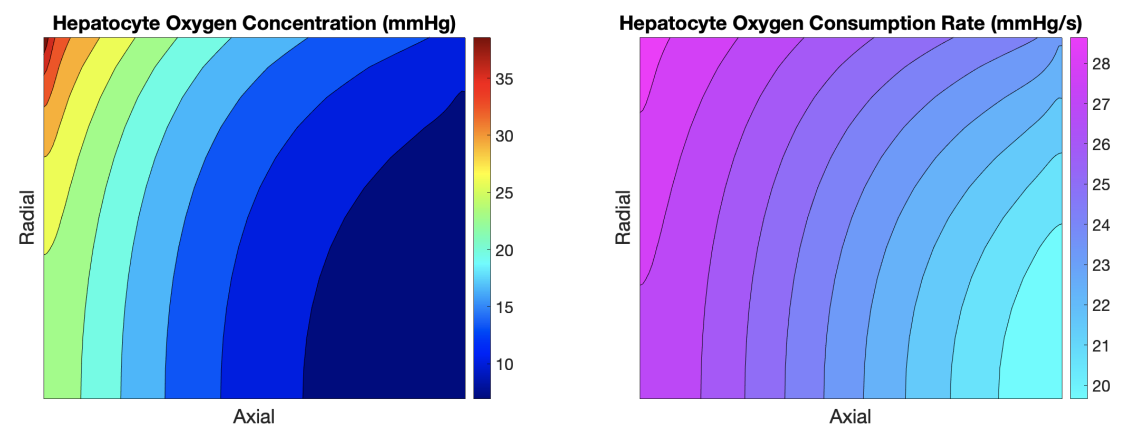 Hepatocyte Oxygen Concentration (mmHg)
35
30
25
20
15
10
Radial
Axial
Hepatocyte Oxygen Consumption Rate (mmHg/s)
28
27
26
25
24
23
22
21
20
Radial
Axial